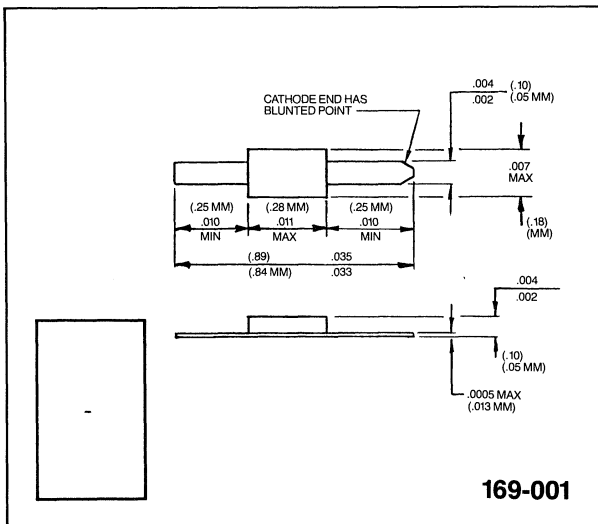 CATHODE END HAS
BLUNTED POINT
.004 (.10)
.002 (.05 MM)
.007
MAX
(.18)
(MM)
(.25 MM) (.28 MM) (.25 MM)
.010 .011 .010
MIN MAX MIN
(.89) .035
(.84 MM) .033
.004
.002
(.10)
(.05 MM)
.0005 MAX
(.013 MM)
169-001